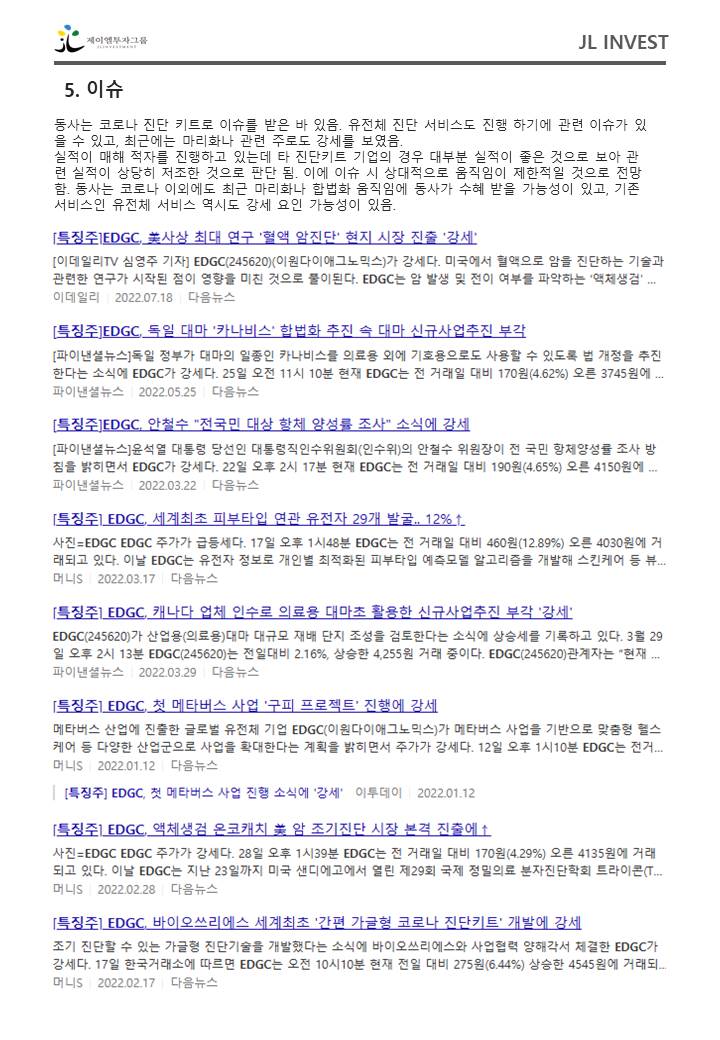 제이엘투자그룹
JLINVESTMENT
JL INVEST
5. 이슈
동사는 코로나 진단 키트로 이슈를 받은 바 있음. 유전체 진단 서비스도 진행 하기에 관련 이슈가 있
을 수 있고, 최근에는 마리화나 관련 주로도 강세를 보였음.
실적이 매해 적자를 진행하고 있는데 타 진단키트 기업의 경우 대부분 실적이 좋은 것으로 보아 관
련 실적이 상당히 저조한 것으로 판단 됨. 이에 이슈 시 상대적으로 움직임이 제한적일 것으로 전망
함. 동사는 코로나 이외에도 최근 마리화나 합법화 움직임에 동사가 수혜 받을 가능성이 있고, 기존
서비스인 유전체 서비스 역시도 강세 요인 가능성이 있음.
[특징주]EDGC, 美사상 최대 연구 '혈액 암진단' 현지 시장 진출 '강세'
[이데일리TV 심영주 기자] EDGC(245620)(이원다이애그노믹스)가 강세다. 미국에서 혈액으로 암을 진단하는 기술과
관련한 연구가 시작된 점이 영향을 미친 것으로 풀이된다. EDGC는 암 발생 및 전이 여부를 파악하는 '액체생검' ...
이데일리 | 2022.07.18 | 다음뉴스
[특징주]EDGC, 독일 대마 '카나비스' 합법화 추진 속 대마 신규사업추진 부각
[파이낸셜뉴스]독일 정부가 대마의 일종인 카나비스를 의료용 외에 기호용으로도 사용할 수 있도록 법 개정을 추진
한다는 소식에 EDGC가 강세다. 25일 오전 11시 10분 현재 EDGC는 전 거래일 대비 170원(4.62%) 오른 3745원에 ...
파이낸셜뉴스 | 2022.05.25 | 다음뉴스
[특징주]EDGC, 안철수 "전국민 대상 항체 양성률 조사" 소식에 강세
[파이낸셜뉴스]윤석열 대통령 당선인 대통령직인수위원회(인수위)의 안철수 위원장이 전 국민 항체양성률 조사 방
침을 밝히면서 EDGC가 강세다. 22일 오후 2시 17분 현재 EDGC는 전 거래일 대비 190원(4.65%) 오른 4150원에 ...
파이낸셜뉴스 | 2022.03.22 | 다음뉴스
[특징주] EDGC, 세계최초 피부타입 연관 유전자 29개 발굴.. 12%↑
사진=EDGC EDGC 주가가 급등세다. 17일 오후 1시48분 EDGC는 전 거래일 대비 460원(12.89%) 오른 4030원에 거
래되고 있다. 이날 EDGC는 유전자 정보로 개인별 최적화된 피부타입 예측모델 알고리즘을 개발해 스킨케어 등 뷰...
머니S | 2022.03.17 | 다음뉴스
[특징주] EDGC, 캐나다 업체 인수로 의료용 대마초 활용한 신규사업추진 부각 '강세'
EDGC(245620)가 산업용(의료용)대마 대규모 재배 단지 조성을 검토한다는 소식에 상승세를 기록하고 있다. 3월 29
일 오후 2시 13분 EDGC(245620)는 전일대비 2.16%, 상승한 4,255원 거래 중이다. EDGC(245620)관계자는 "현재 ...
파이낸셜뉴스 | 2022.03.29 | 다음뉴스
[특징주] EDGC, 첫 메타버스 사업 '구피 프로젝트' 진행에 강세
메타버스 산업에 진출한 글로벌 유전체 기업 EDGC(이원다이애그노믹스)가 메타버스 사업을 기반으로 맞춤형 헬스
케어 등 다양한 산업군으로 사업을 확대한다는 계획을 밝히면서 주가가 강세다. 12일 오후 1시10분 EDGC는 전거...
머니S | 2022.01.12 | 다음뉴스
[특징주] EDGC, 첫 메타버스 사업 진행 소식에 '강세' 이투데이 | 2022.01.12
[특징주] EDGC, 액체생검 온코캐치 美 암 조기진단 시장 본격 진출에↑
사진=EDGC EDGC 주가가 강세다. 28일 오후 1시39분 EDGC는 전 거래일 대비 170원(4.29%) 오른 4135원에 거래
되고 있다. 이날 EDGC는 지난 23일까지 미국 샌디에고에서 열린 제29회 국제 정밀의료 분자진단학회 트라이콘(T...
머니S | 2022.02.28 | 다음뉴스
[특징주] EDGC, 바이오쓰리에스 세계최초 '간편 가글형 코로나 진단키트' 개발에 강세
조기 진단할 수 있는 가글형 진단기술을 개발했다는 소식에 바이오쓰리에스와 사업협력 양해각서 체결한 EDGC가
강세다. 17일 한국거래소에 따르면 EDGC는 오전 10시10분 현재 전일 대비 275원(6.44%) 상승한 4545원에 거래되...
머니S | 2022.02.17 | 다음뉴스